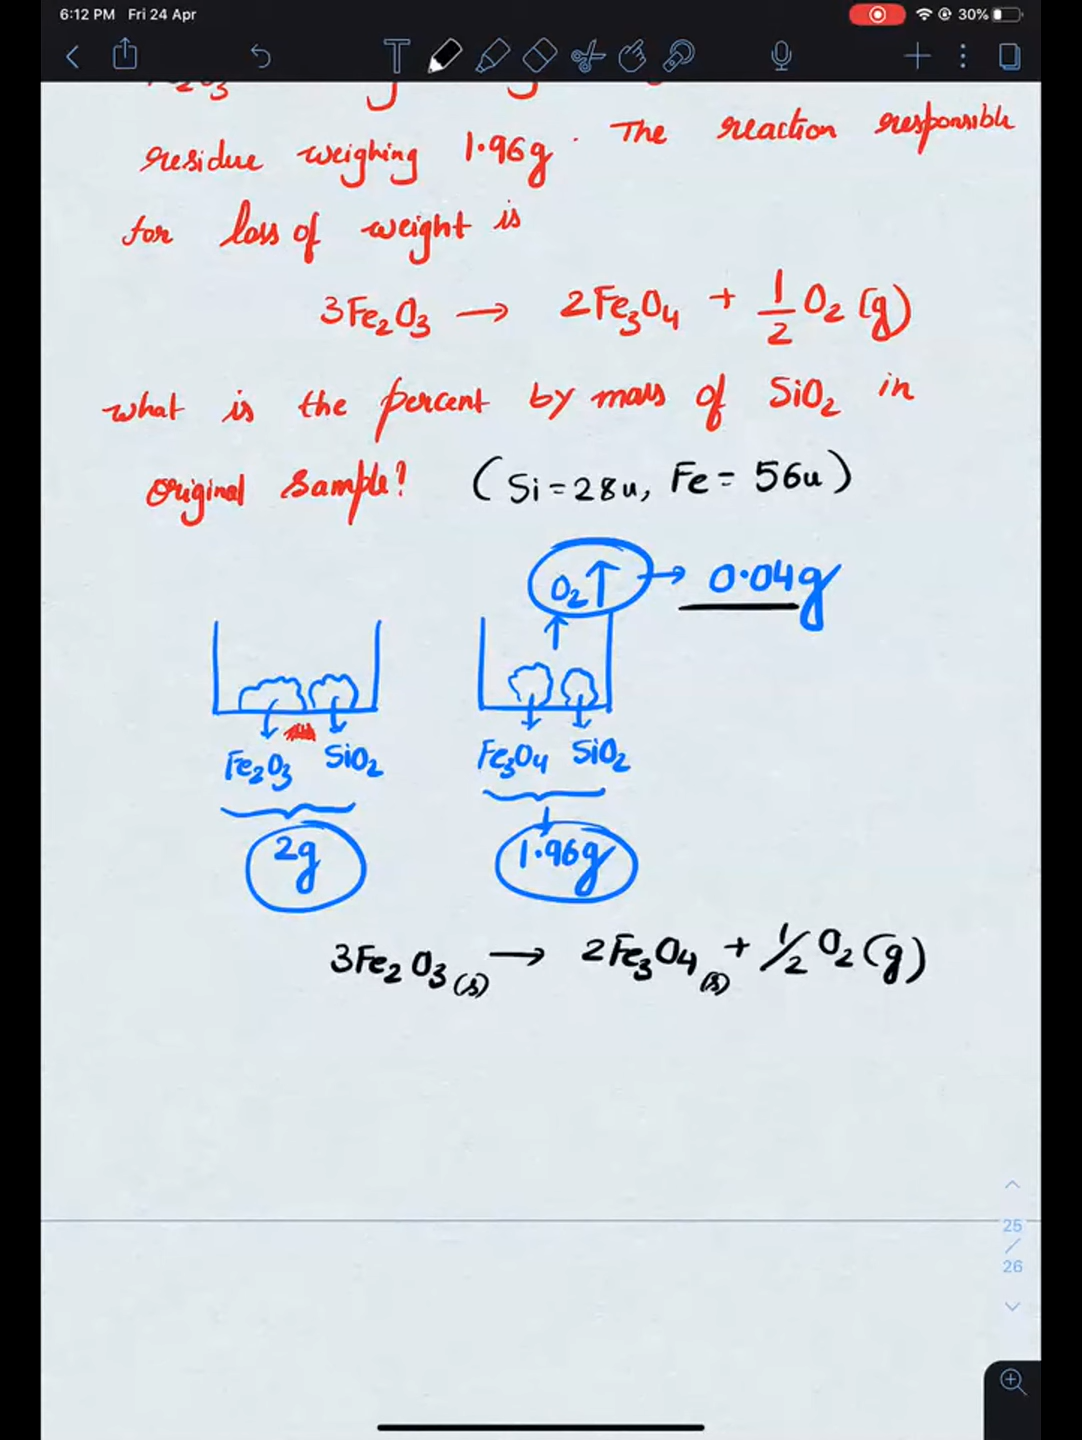 6:12 PM Fri 24 Apr 30%
Fe2O3
residue weighing 1.96g. The reaction responsible
for loss of weight is
3Fe2O3 → 2Fe3O4 + 1/2 O2 (g)
what is the percent by mass of SiO2 in
original sample? (Si = 28u, Fe = 56u)
O2↑ → 0.04g
Fe2O3 SiO2 Fe3O4 SiO2
2g 1.96g
3Fe2O3(s) → 2Fe3O4(s) + 1/2 O2 (g)
25
/
26